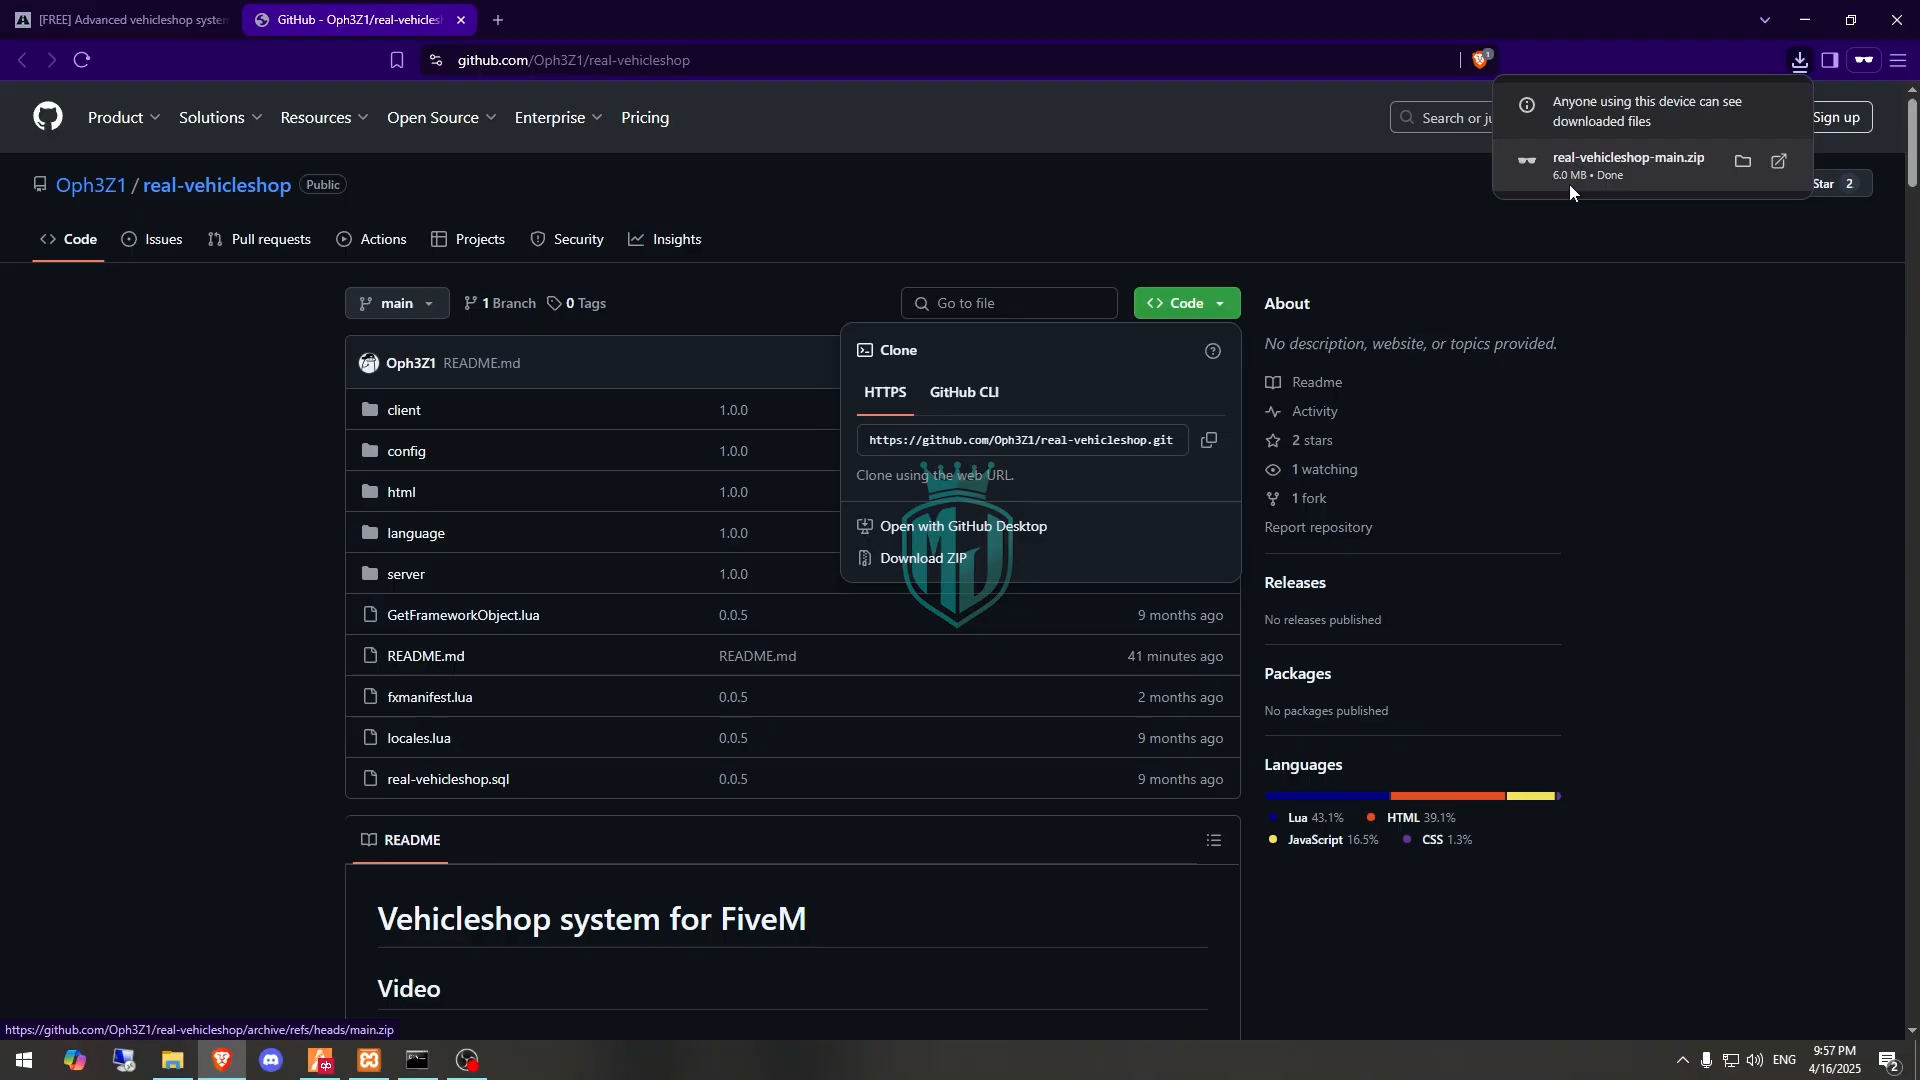 [FREE] Advanced vehicleshop system
GitHub - Oph3Z1/real-vehicles
github.com/Oph3Z1/real-vehicleshop
1
Product
Solutions
Resources
Open Source
Enterprise
Pricing
Search or ju
Sign up
Anyone using this device can see
downloaded files
real-vehicleshop-main.zip
6.0 MB • Done
Oph3Z1 / real-vehicleshop
Public
Star 2
Code
Issues
Pull requests
Actions
Projects
Security
Insights
main
1 Branch
0 Tags
Go to file
Code
About
No description, website, or topics provided.
Readme
Activity
2 stars
1 watching
1 fork
Report repository
Releases
No releases published
Packages
No packages published
Languages
Lua 43.1%
HTML 39.1%
JavaScript 16.5%
CSS 1.3%
Clone
HTTPS
GitHub CLI
https://github.com/Oph3Z1/real-vehicleshop.git
Clone using the web URL.
Open with GitHub Desktop
Download ZIP
Oph3Z1 README.md
client 1.0.0
config 1.0.0
html 1.0.0
language 1.0.0
server 1.0.0
GetFrameworkObject.lua 0.0.5 9 months ago
README.md README.md 41 minutes ago
fxmanifest.lua 0.0.5 2 months ago
locales.lua 0.0.5 9 months ago
real-vehicleshop.sql 0.0.5 9 months ago
README
Vehicleshop system for FiveM
Video
https://github.com/Oph3Z1/real-vehicleshop/archive/refs/heads/main.zip
ENG
9:57 PM
4/16/2025
2